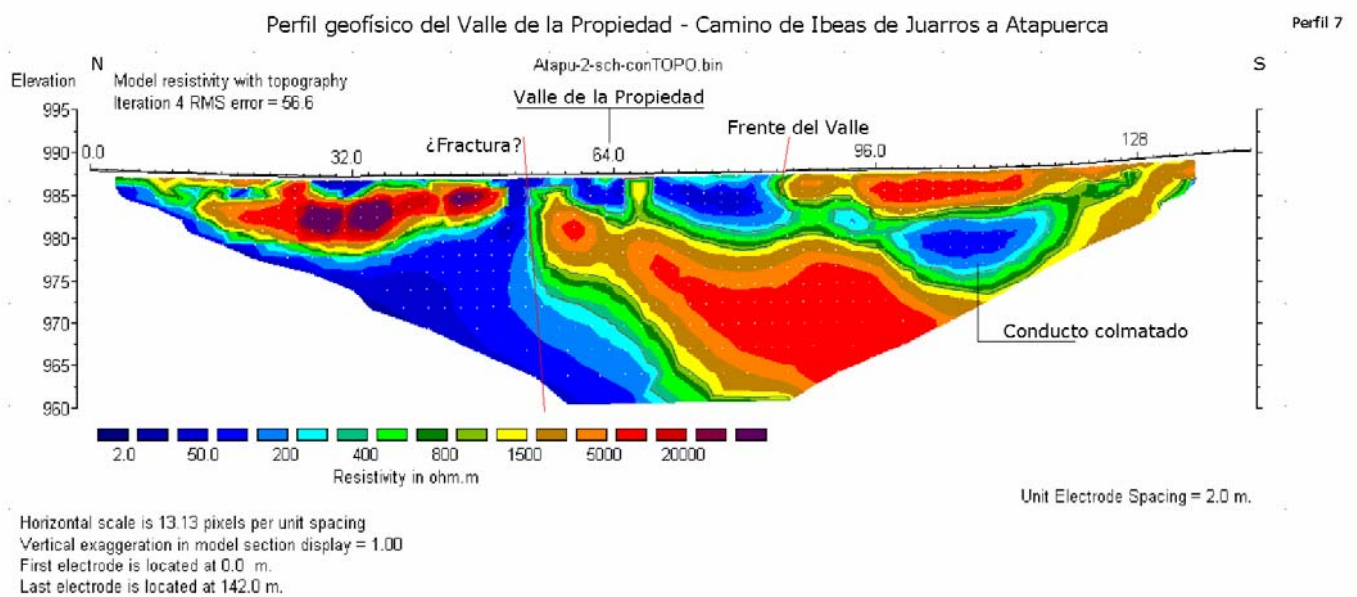 Perfil geofísico del Valle de la Propiedad - Camino de Ibeas de Juarros a Atapuerca
Perfil 7
N
S
Elevation
Model resistivity with topography
Iteration 4 RMS error = 56.6
Atapu-2-sch-conTOPO.bin
Valle de la Propiedad
¿Fractura?
Frente del Valle
995
990
985
980
975
970
965
960
0.0
32.0
64.0
96.0
128
Conducto colmatado
2.0
50.0
200
400
800
1500
5000
20000
Resistivity in ohm.m
Unit Electrode Spacing = 2.0 m.
Horizontal scale is 13.13 pixels per unit spacing
Vertical exaggeration in model section display = 1.00
First electrode is located at 0.0 m.
Last electrode is located at 142.0 m.